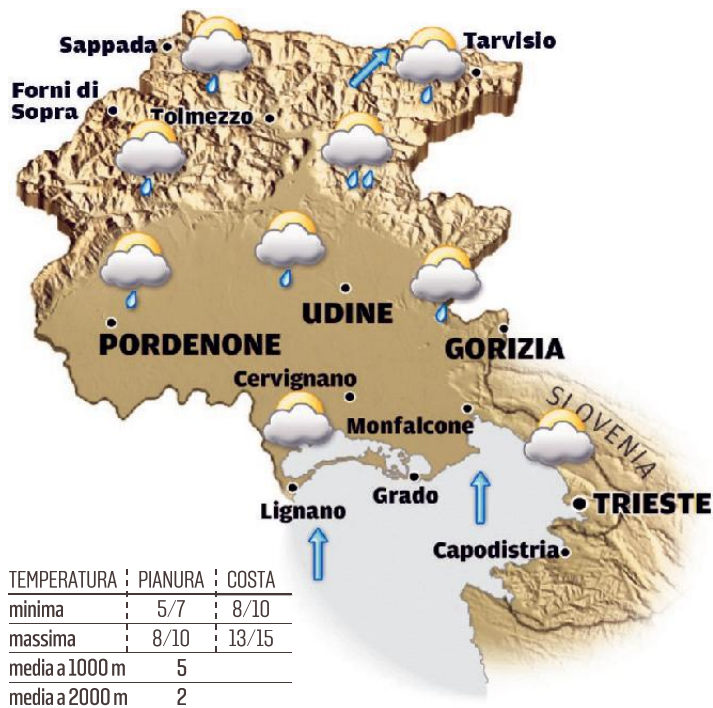 Sappada
Tarvisio
Forni di
Sopra
Tolmezzo
UDINE
PORDENONE
GORIZIA
Cervignano
SLOVENIA
Monfalcone
Lignano
Grado
TRIESTE
Capodistria
TEMPERATURA PIANURA COSTA
minima 5/7 8/10
massima 8/10 13/15
media a 1000 m 5
media a 2000 m 2